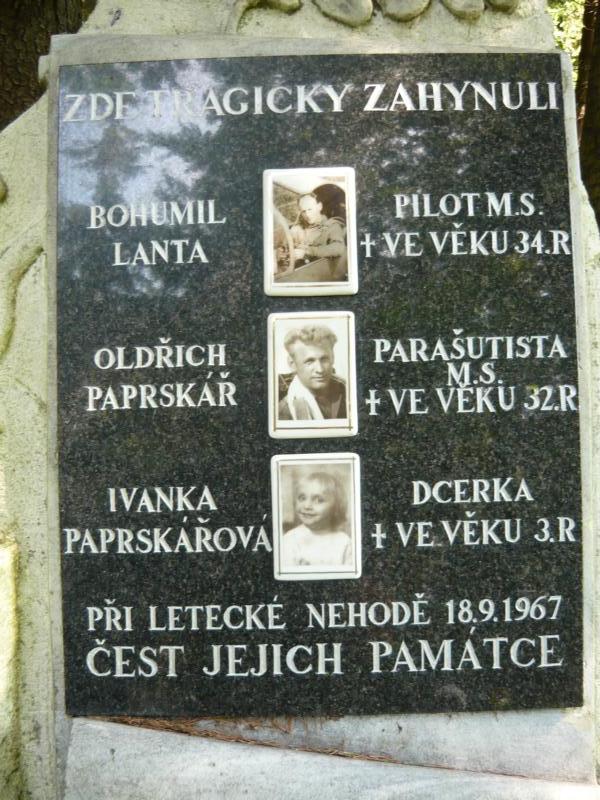 ZDE TRAGICKY ZAHYNULI
BOHUMIL
LANTA
PILOT M.S.
† VE VĚKU 34.R
OLDŘICH
PAPRSKÁŘ
PARAŠUTISTA
M.S.
† VE VĚKU 32.R
IVANKA
PAPRSKÁŘOVÁ
DCERKA
† VE VĚKU 3.R
PŘI LETECKÉ NEHODĚ 18.9.1967
ČEST JEJICH PAMÁTCE